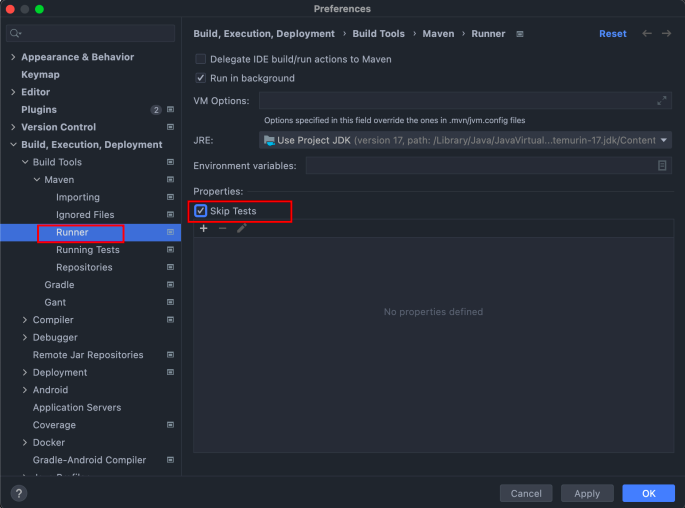 Preferences
Appearance & Behavior
Keymap
Editor
Plugins 2
Version Control
Build, Execution, Deployment
Build Tools
Maven
Importing
Ignored Files
Runner
Running Tests
Repositories
Gradle
Gant
Compiler
Debugger
Remote Jar Repositories
Deployment
Android
Application Servers
Coverage
Docker
Gradle-Android Compiler
Build, Execution, Deployment › Build Tools › Maven › Runner Reset
Delegate IDE build/run actions to Maven
Run in background
VM Options:
Options specified in this field override the ones in .mvn/jvm.config files
JRE: Use Project JDK (version 17, path: /Library/Java/JavaVirtual...temurin-17.jdk/Content
Environment variables:
Properties:
Skip Tests
No properties defined
? Cancel Apply OK